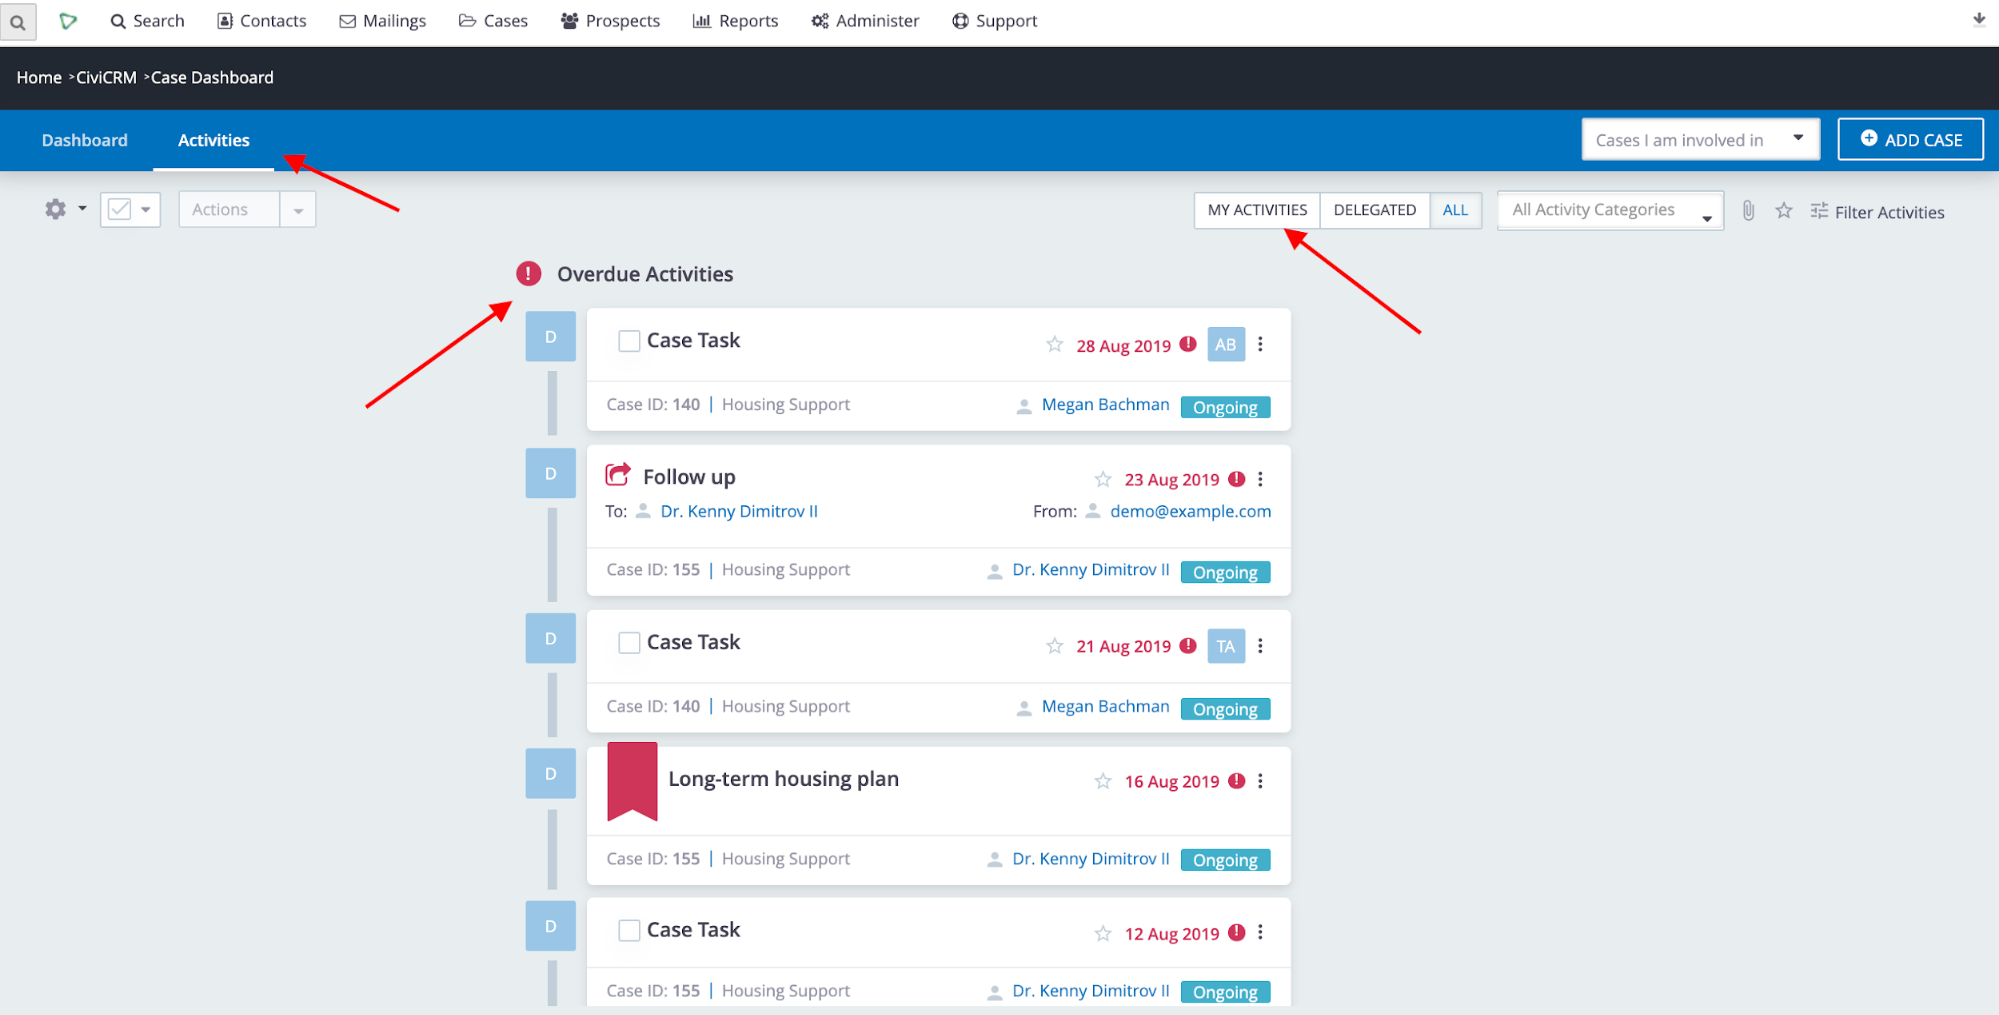 Search Contacts Mailings Cases Prospects Reports Administer Support
Home >CiviCRM >Case Dashboard
Dashboard Activities Cases I am involved in ADD CASE
Actions MY ACTIVITIES DELEGATED ALL All Activity Categories Filter Activities
! Overdue Activities
D Case Task 28 Aug 2019 ! AB
Case ID: 140 | Housing Support Megan Bachman Ongoing
D Follow up 23 Aug 2019 !
To: Dr. Kenny Dimitrov II From: demo@example.com
Case ID: 155 | Housing Support Dr. Kenny Dimitrov II Ongoing
D Case Task 21 Aug 2019 ! TA
Case ID: 140 | Housing Support Megan Bachman Ongoing
D Long-term housing plan 16 Aug 2019 !
Case ID: 155 | Housing Support Dr. Kenny Dimitrov II Ongoing
D Case Task 12 Aug 2019 !
Case ID: 155 | Housing Support Dr. Kenny Dimitrov II Ongoing